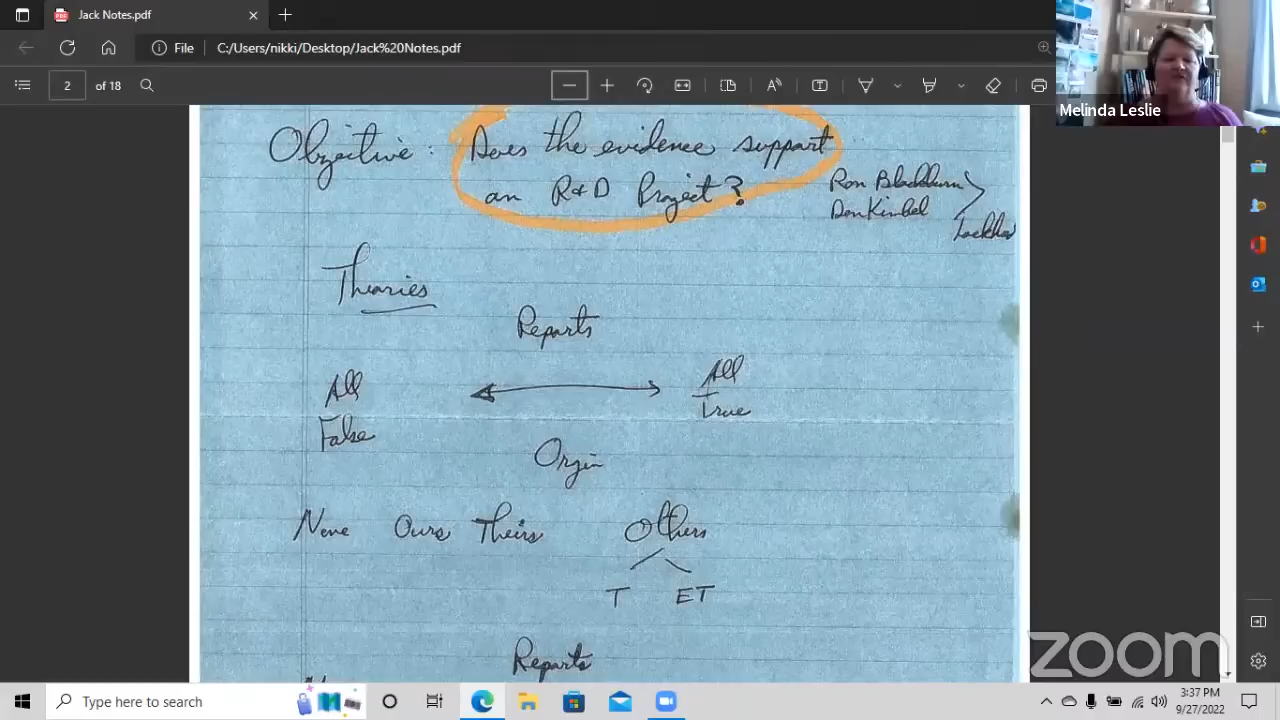 Jack Notes.pdf
File
C:/Users/nikki/Desktop/Jack%20Notes.pdf
2 of 18
Melinda Leslie
Objective: Does the evidence support
an R&D Project?
Ron Blackburn
Don Kimbel
Theories
Reports
All All
False True
Orgin
None Ours Theirs Others
T ET
Reports
zoom
Type here to search
3:37 PM
9/27/2022